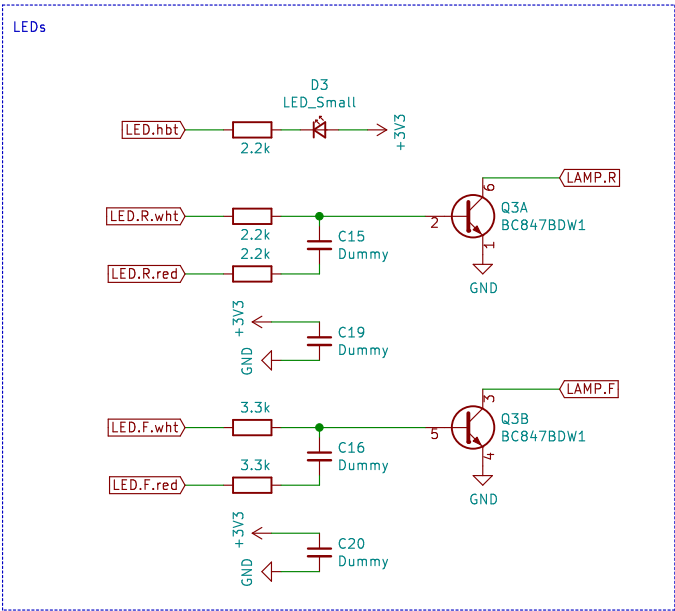 LEDs
D3
LED_Small
LED.hbt
2.2k
+3V3
LAMP.R
6
Q3A
BC847BDW1
LED.R.wht
2.2k
2
1
GND
C15
Dummy
2.2k
LED.R.red
+3V3
C19
Dummy
GND
LAMP.F
3
Q3B
BC847BDW1
3.3k
LED.F.wht
5
4
GND
C16
Dummy
3.3k
LED.F.red
+3V3
C20
Dummy
GND